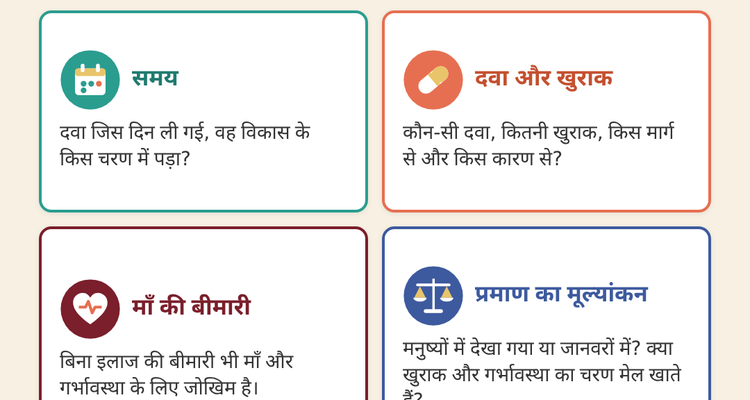 समय
दवा जिस दिन ली गई, वह विकास के
किस चरण में पड़ा?
दवा और खुराक
कौन-सी दवा, कितनी खुराक, किस मार्ग
से और किस कारण से?
माँ की बीमारी
बिना इलाज की बीमारी भी माँ और
गर्भावस्था के लिए जोखिम है।
प्रमाण का मूल्यांकन
मनुष्यों में देखा गया या जानवरों में? क्या
खुराक और गर्भावस्था का चरण मेल खाते
हैं?